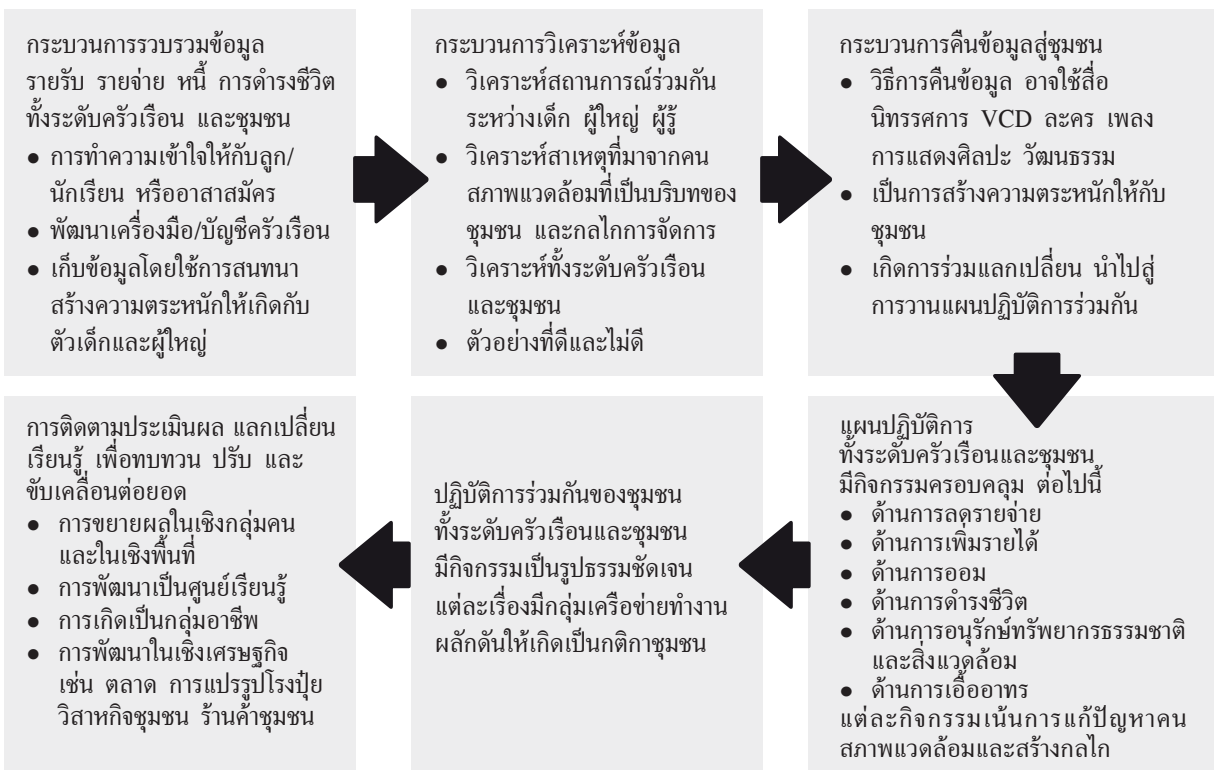 กระบวนการรวบรวมข้อมูล
รายรับ รายจ่าย หนี้ การดำรงชีวิต
ทั้งระดับครัวเรือน และชุมชน
● การทำความเข้าใจให้กับลูก/
นักเรียน หรืออาสาสมัคร
● พัฒนาเครื่องมือ/บัญชีครัวเรือน
● เก็บข้อมูลโดยใช้การสนทนา
สร้างความตระหนักให้เกิดกับ
ตัวเด็กและผู้ใหญ่
กระบวนการวิเคราะห์ข้อมูล
● วิเคราะห์สถานการณ์ร่วมกัน
ระหว่างเด็ก ผู้ใหญ่ ผู้รู้
● วิเคราะห์สาเหตุที่มาจากคน
สภาพแวดล้อมที่เป็นบริบทของ
ชุมชน และกลไกการจัดการ
● วิเคราะห์ทั้งระดับครัวเรือน
และชุมชน
● ตัวอย่างที่ดีและไม่ดี
กระบวนการคืนข้อมูลสู่ชุมชน
● วิธีการคืนข้อมูล อาจใช้สื่อ
นิทรรศการ VCD ละคร เพลง
การแสดงศิลปะ วัฒนธรรม
● เป็นการสร้างความตระหนักให้กับ
ชุมชน
● เกิดการร่วมแลกเปลี่ยน นำไปสู่
การวานแผนปฏิบัติการร่วมกัน
แผนปฏิบัติการ
ทั้งระดับครัวเรือนและชุมชน
มีกิจกรรมครอบคลุม ต่อไปนี้
● ด้านการลดรายจ่าย
● ด้านการเพิ่มรายได้
● ด้านการออม
● ด้านการดำรงชีวิต
● ด้านการอนุรักษ์ทรัพยากรธรรมชาติ
และสิ่งแวดล้อม
● ด้านการเอื้ออาทร
แต่ละกิจกรรมเน้นการแก้ปัญหาคน
สภาพแวดล้อมและสร้างกลไก
ปฏิบัติการร่วมกันของชุมชน
ทั้งระดับครัวเรือนและชุมชน
มีกิจกรรมเป็นรูปธรรมชัดเจน
แต่ละเรื่องมีกลุ่มเครือข่ายทำงาน
ผลักดันให้เกิดเป็นกติกาชุมชน
การติดตามประเมินผล แลกเปลี่ยน
เรียนรู้ เพื่อทบทวน ปรับ และ
ขับเคลื่อนต่อยอด
● การขยายผลในเชิงกลุ่มคน
และในเชิงพื้นที่
● การพัฒนาเป็นศูนย์เรียนรู้
● การเกิดเป็นกลุ่มอาชีพ
● การพัฒนาในเชิงเศรษฐกิจ
เช่น ตลาด การแปรรูปโรงปุ๋ย
วิสาหกิจชุมชน ร้านค้าชุมชน